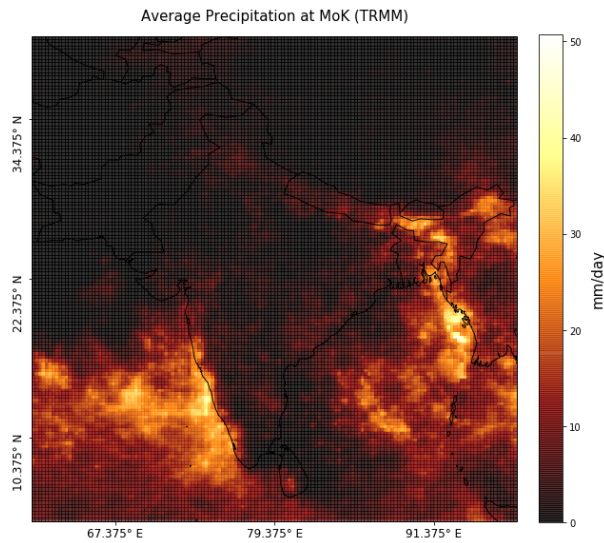 Average Precipitation at MoK (TRMM)
50
40
30
20
10
0
mm/day
34.375° N
22.375° N
10.375° N
67.375° E
79.375° E
91.375° E